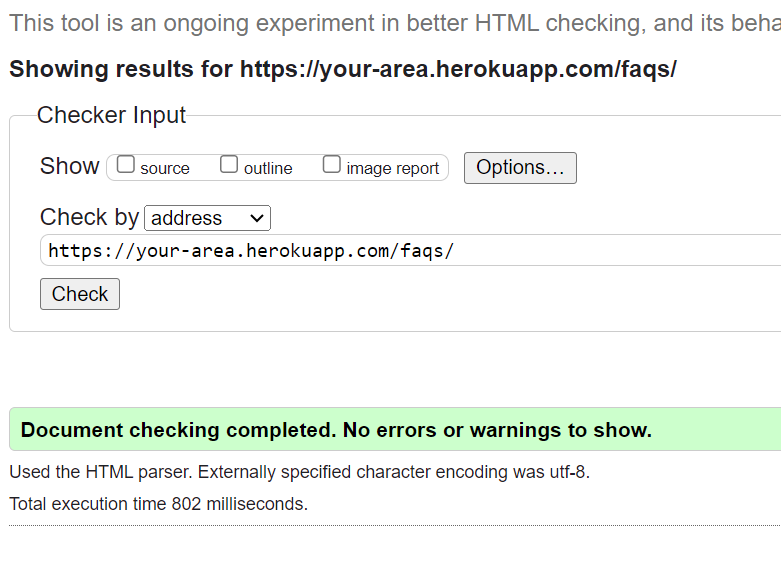 This tool is an ongoing experiment in better HTML checking, and its beha
Showing results for https://your-area.herokuapp.com/faqs/
Checker Input
Show source outline image report Options…
Check by address
https://your-area.herokuapp.com/faqs/
Check
Document checking completed. No errors or warnings to show.
Used the HTML parser. Externally specified character encoding was utf-8.
Total execution time 802 milliseconds.